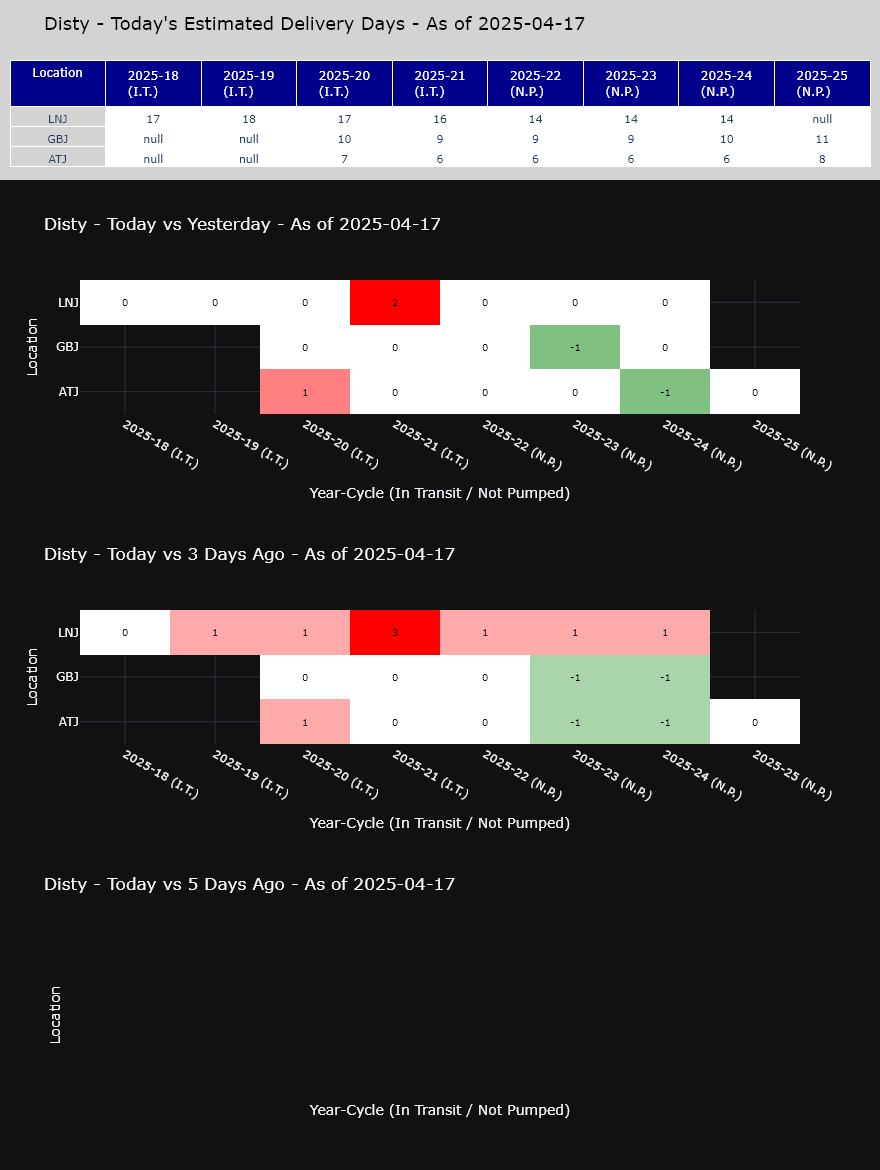 Disty - Today's Estimated Delivery Days - As of 2025-04-17
Location 2025-18 (I.T.) 2025-19 (I.T.) 2025-20 (I.T.) 2025-21 (I.T.) 2025-22 (N.P.) 2025-23 (N.P.) 2025-24 (N.P.) 2025-25 (N.P.)
LNJ 17 18 17 16 14 14 14 null
GBJ null null 10 9 9 9 10 11
ATJ null null 7 6 6 6 6 8
Disty - Today vs Yesterday - As of 2025-04-17
Location
LNJ 0 0 0 2 0 0 0
GBJ 0 0 0 -1 0
ATJ 1 0 0 0 -1 0
2025-18 (I.T.) 2025-19 (I.T.) 2025-20 (I.T.) 2025-21 (I.T.) 2025-22 (N.P.) 2025-23 (N.P.) 2025-24 (N.P.) 2025-25 (N.P.)
Year-Cycle (In Transit / Not Pumped)
Disty - Today vs 3 Days Ago - As of 2025-04-17
Location
LNJ 0 1 1 3 1 1 1
GBJ 0 0 0 -1 -1
ATJ 1 0 0 -1 -1 0
2025-18 (I.T.) 2025-19 (I.T.) 2025-20 (I.T.) 2025-21 (I.T.) 2025-22 (N.P.) 2025-23 (N.P.) 2025-24 (N.P.) 2025-25 (N.P.)
Year-Cycle (In Transit / Not Pumped)
Disty - Today vs 5 Days Ago - As of 2025-04-17
Location
Year-Cycle (In Transit / Not Pumped)